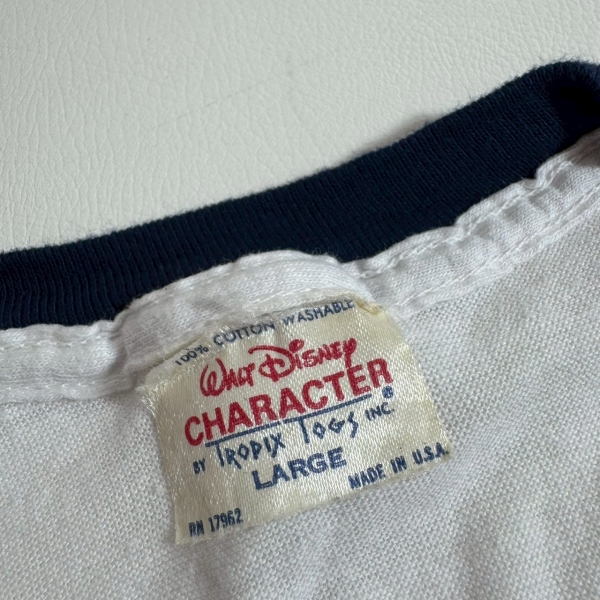 100% COTTON WASHABLE
Walt Disney
CHARACTER®
BY TROPIX TOGS INC.
LARGE
MADE IN U.S.A.
RN 17962